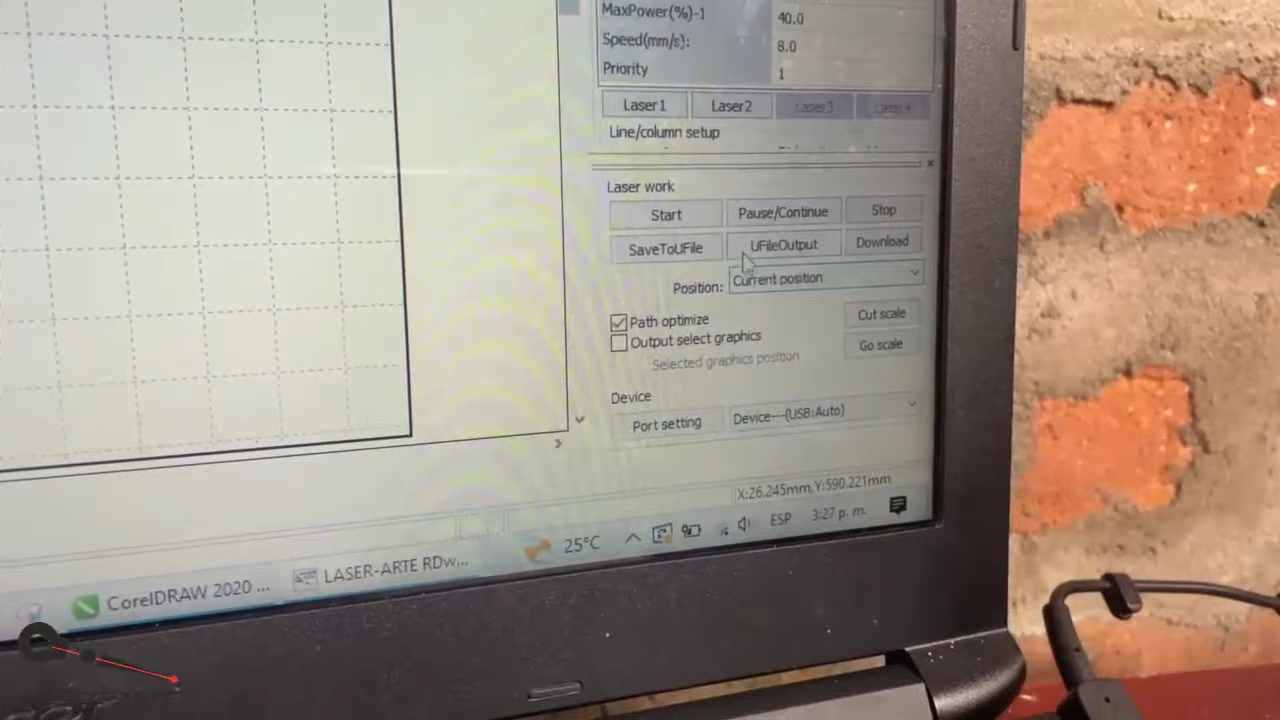 MaxPower(%)-1 40.0
Speed(mm/s): 8.0
Priority 1
Laser1 Laser2 Laser3 Laser4
Line/column setup
Laser work
Start Pause/Continue Stop
SaveToUFile UFileOutput Download
Position: Current position
Path optimize Cut scale
Output select graphics Go scale
Selected graphics position
Device
Port setting Device---(USB:Auto)
X:26.245mm,Y:590.221mm
CorelDRAW 2020 ... LASER-ARTE RDw... 25°C ESP 3:27 p. m.